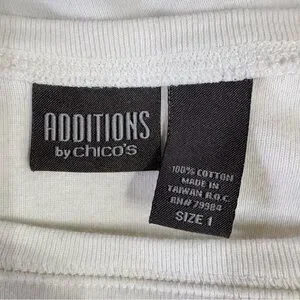 ADDITIONS
by chico's
100% COTTON
MADE IN
TAIWAN R.O.C.
RN# 79984
SIZE 1